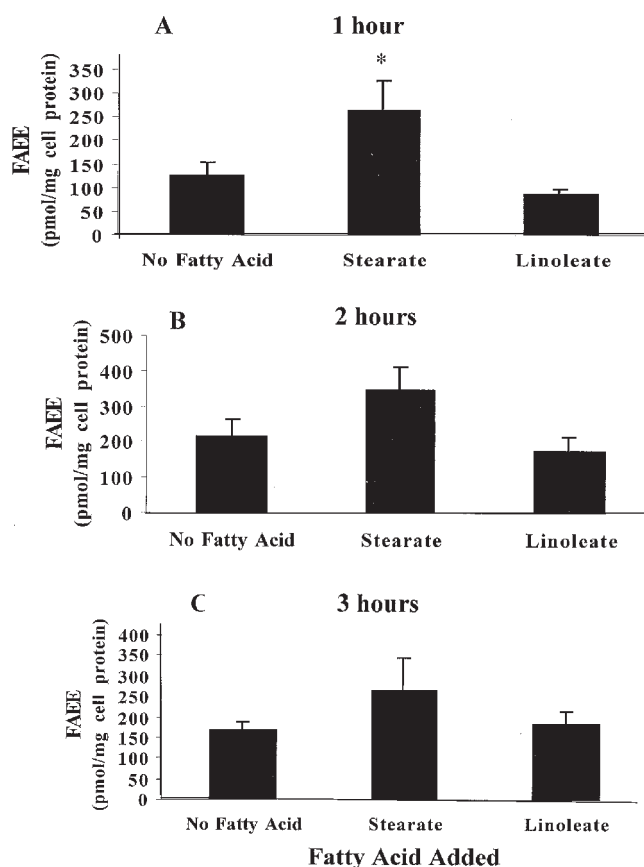 A 1 hour
*
FAEE
(pmol/mg cell protein)
350
300
250
200
150
100
50
0
No Fatty Acid Stearate Linoleate
B 2 hours
FAEE
(pmol/mg cell protein)
500
400
300
200
100
0
No Fatty Acid Stearate Linoleate
C 3 hours
FAEE
(pmol/mg cell protein)
400
350
300
250
200
150
100
50
0
No Fatty Acid Stearate Linoleate
Fatty Acid Added